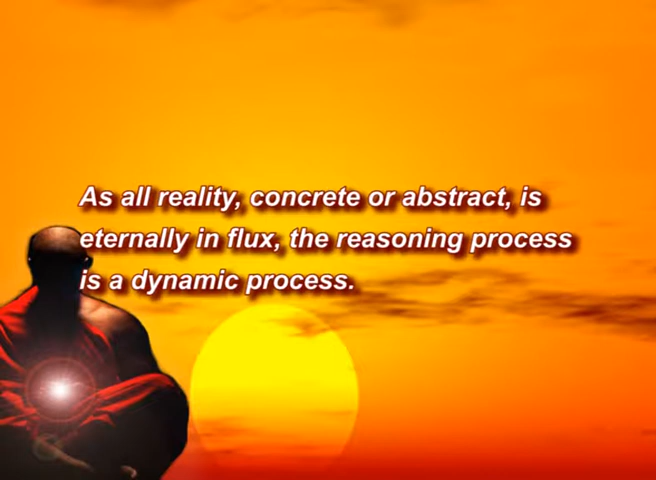 As all reality, concrete or abstract, is
eternally in flux, the reasoning process
is a dynamic process.